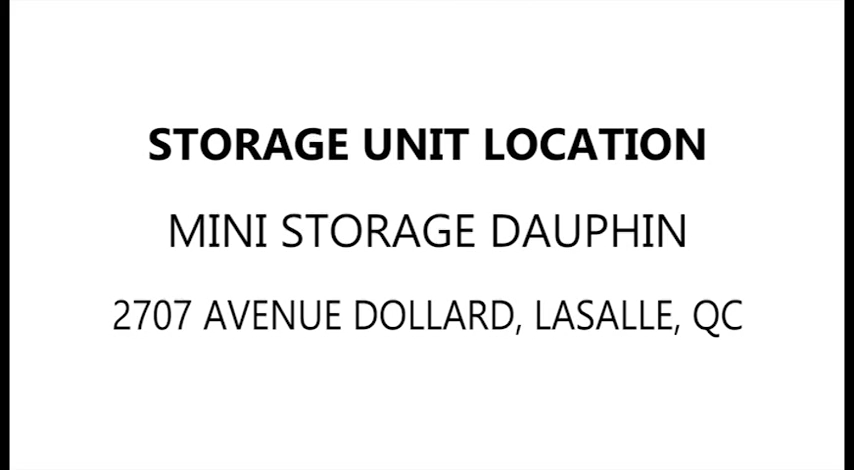 STORAGE UNIT LOCATION
MINI STORAGE DAUPHIN
2707 AVENUE DOLLARD, LASALLE, QC